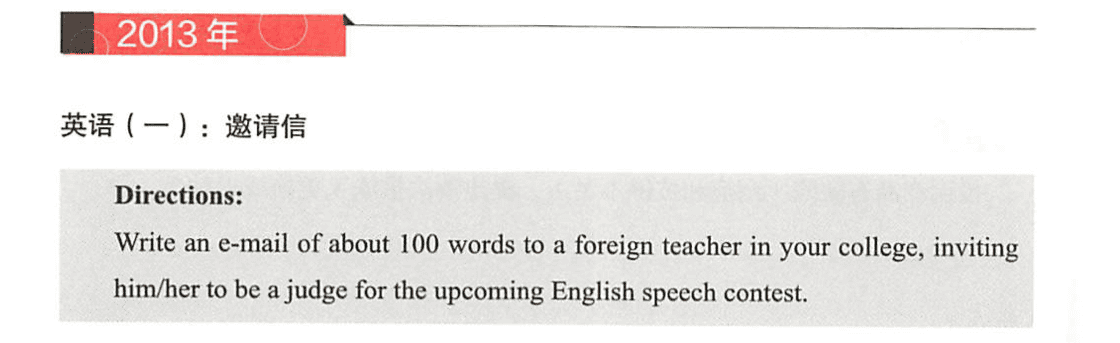 2013 年
英语（一）：邀请信
Directions:
Write an e-mail of about 100 words to a foreign teacher in your college, inviting
him/her to be a judge for the upcoming English speech contest.